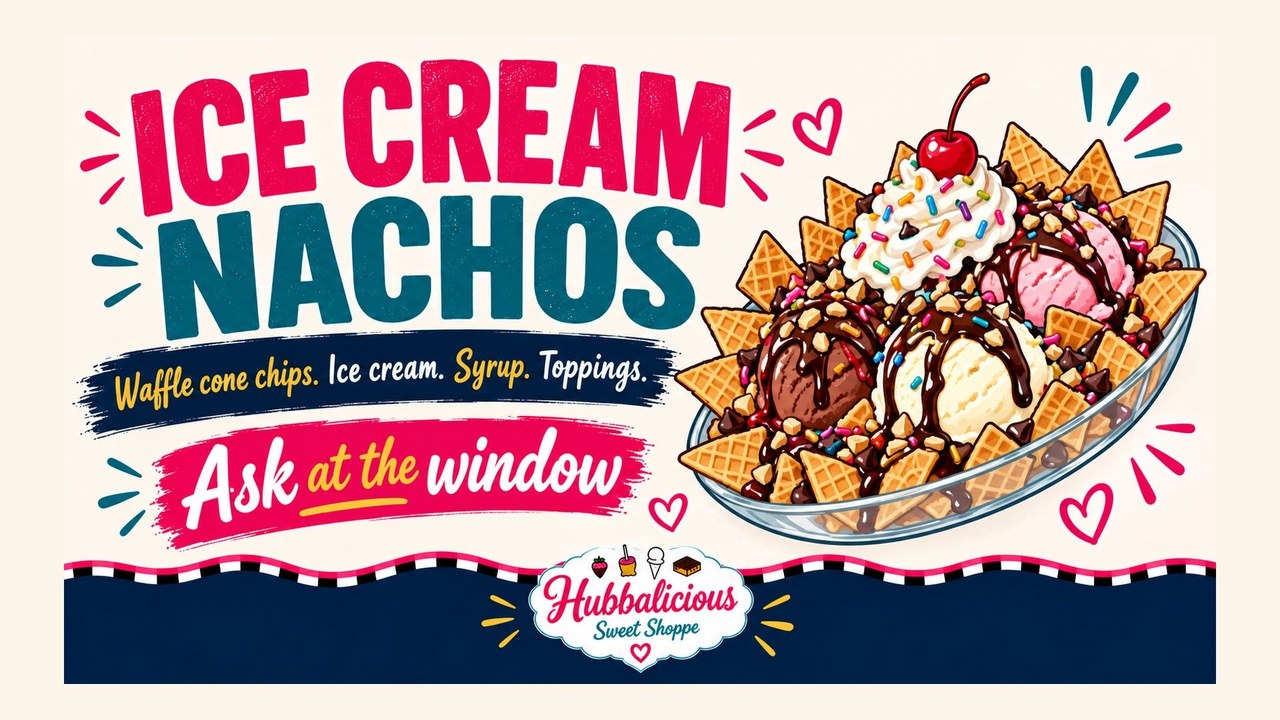 ICE CREAM
NACHOS
Waffle cone chips. Ice cream. Syrup. Toppings.
Ask at the window
Hubbalicious
Sweet Shoppe